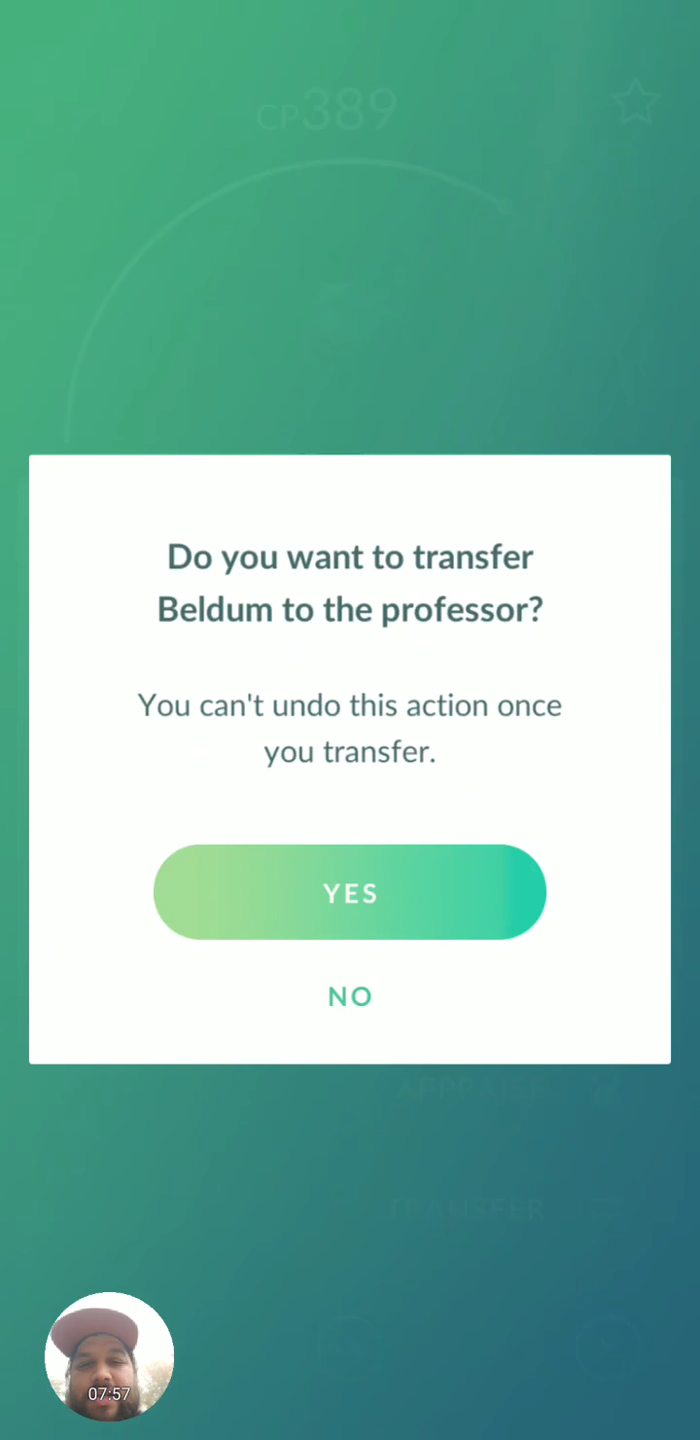 CP389
Do you want to transfer
Beldum to the professor?
You can't undo this action once
you transfer.
YES
NO
APPRAISE
TRANSFER
07:57